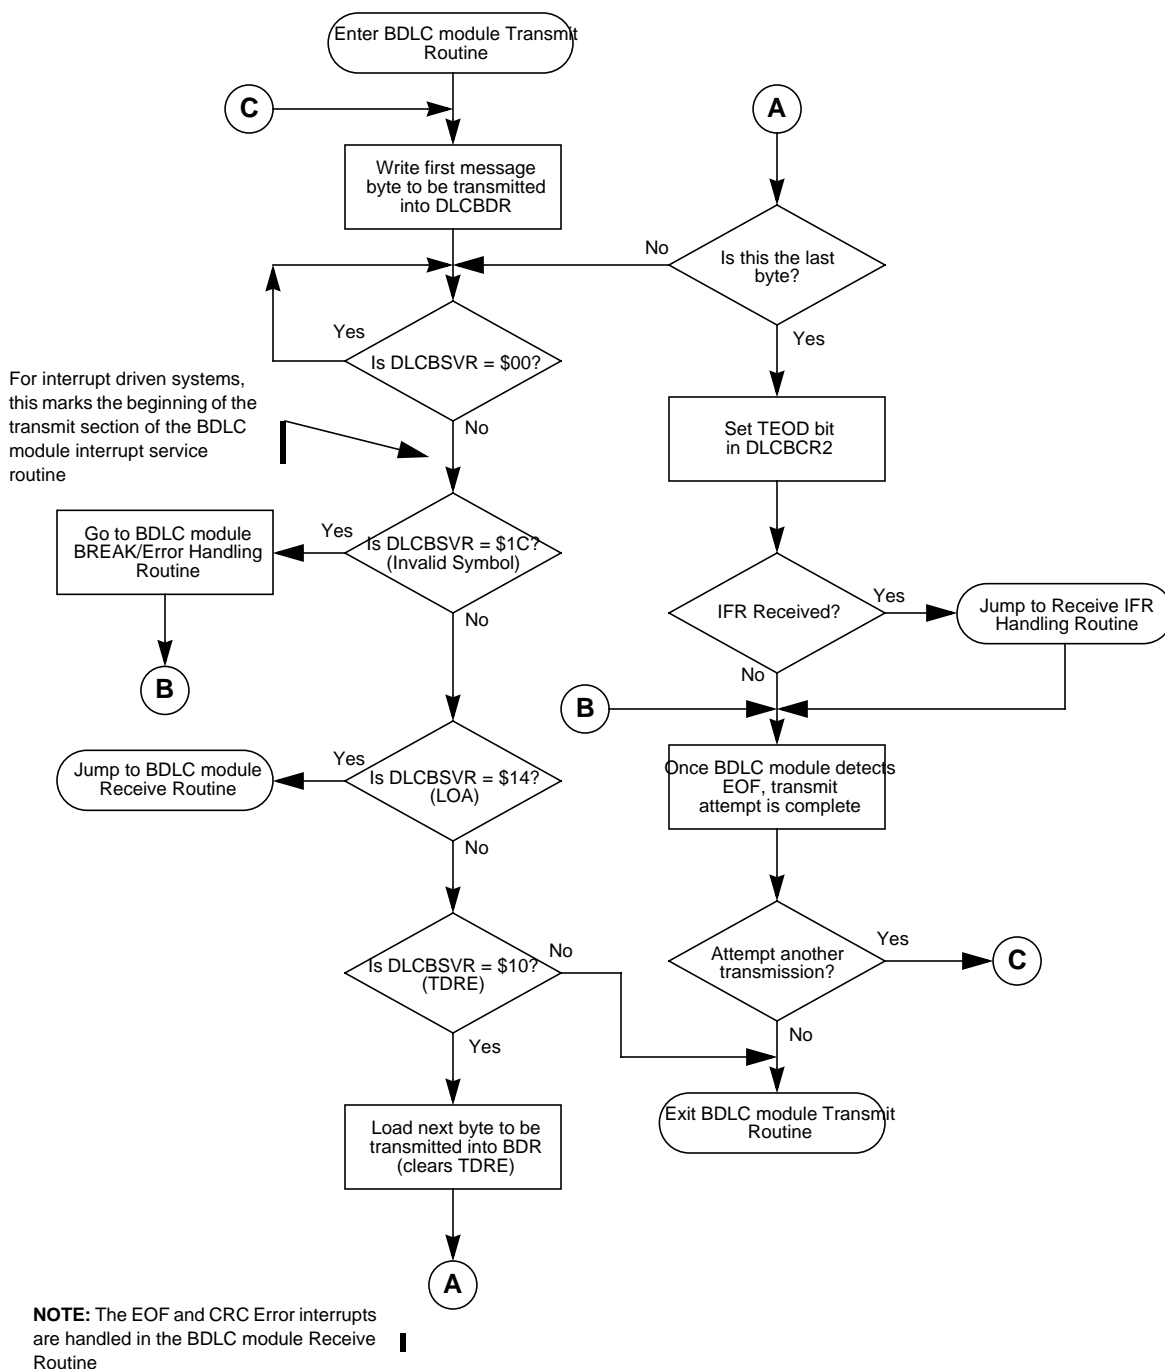 Enter BDLC module Transmit
Routine
C
A
Write first message
byte to be transmitted
into DLCBDR
No
Is this the last
byte?
Yes
Yes
Is DLCBSVR = $00?
For interrupt driven systems,
this marks the beginning of the
transmit section of the BDLC
module interrupt service
routine
No
Set TEOD bit
in DLCBCR2
Go to BDLC module
BREAK/Error Handling
Routine
Yes
Is DLCBSVR = $1C?
(Invalid Symbol)
No
IFR Received?
Yes
Jump to Receive IFR
Handling Routine
No
B
B
Jump to BDLC module
Receive Routine
Yes
Is DLCBSVR = $14?
(LOA)
No
Once BDLC module detects
EOF, transmit
attempt is complete
Is DLCBSVR = $10?
(TDRE)
No
Yes
Attempt another
transmission?
Yes
C
No
Load next byte to be
transmitted into BDR
(clears TDRE)
Exit BDLC module Transmit
Routine
A
NOTE: The EOF and CRC Error interrupts
are handled in the BDLC module Receive
Routine